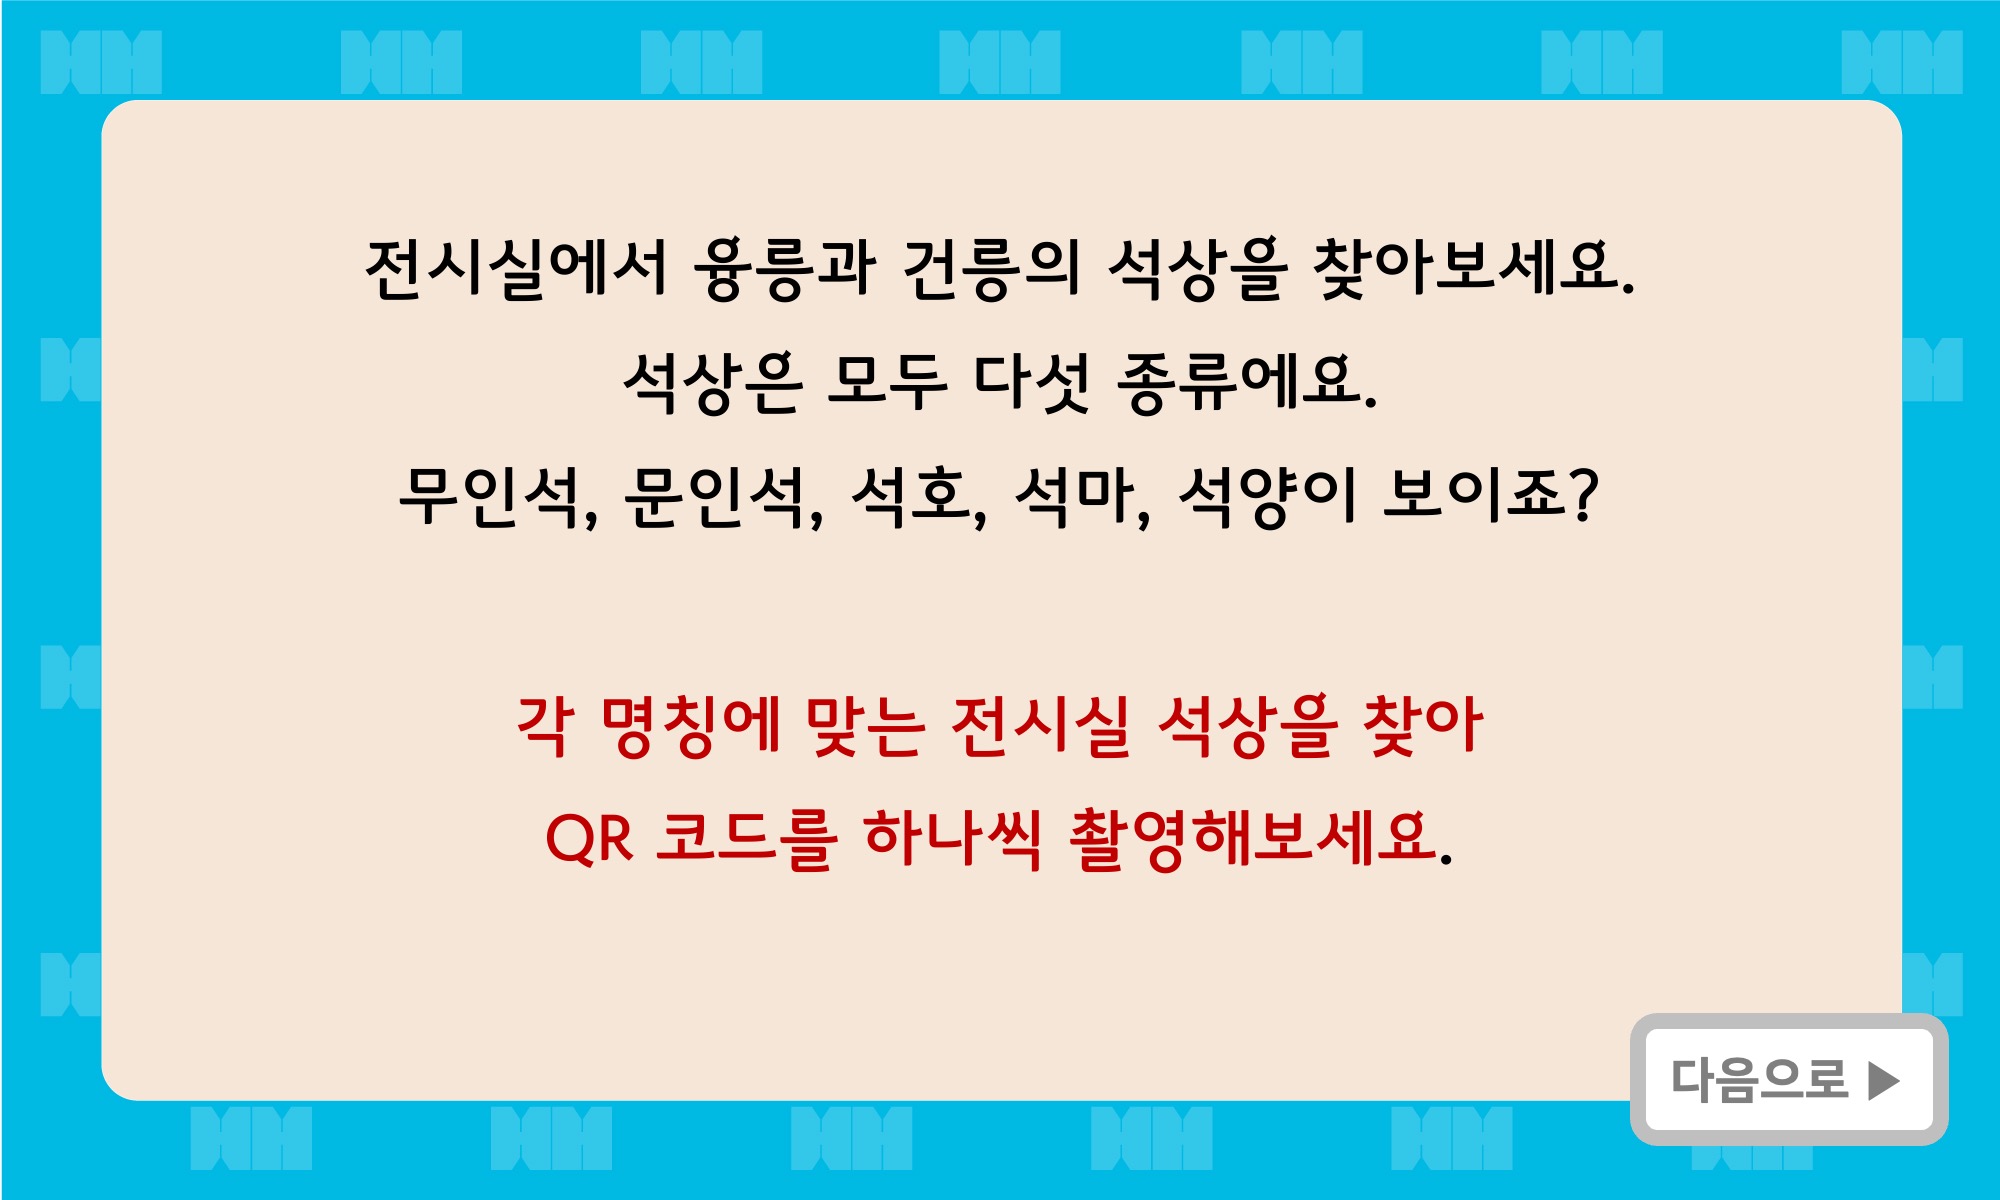 전시실에서 융릉과 건릉의 석상을 찾아보세요.
석상은 모두 다섯 종류에요.
무인석, 문인석, 석호, 석마, 석양이 보이죠?
각 명칭에 맞는 전시실 석상을 찾아
QR 코드를 하나씩 촬영해보세요.
다음으로 ▶